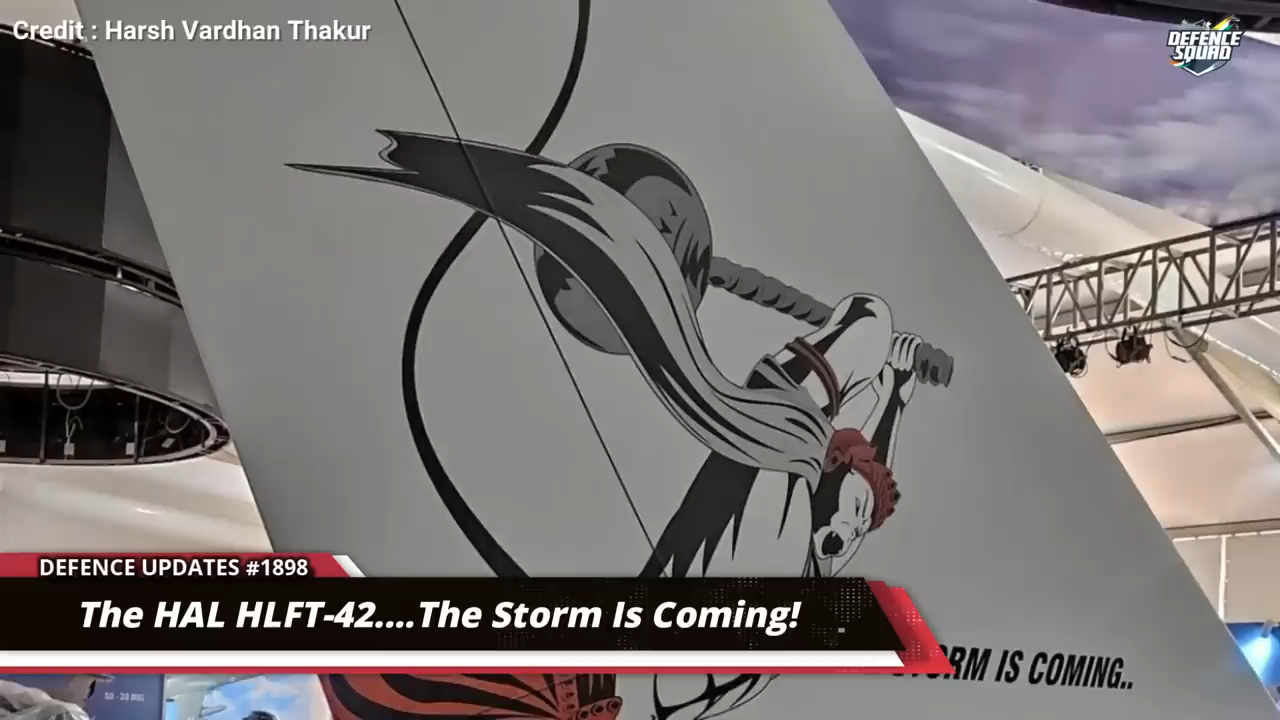 Credit : Harsh Vardhan Thakur
DEFENCE
SQUAD
DEFENCE UPDATES #1898
The HAL HLFT-42....The Storm Is Coming!
IS COMING..